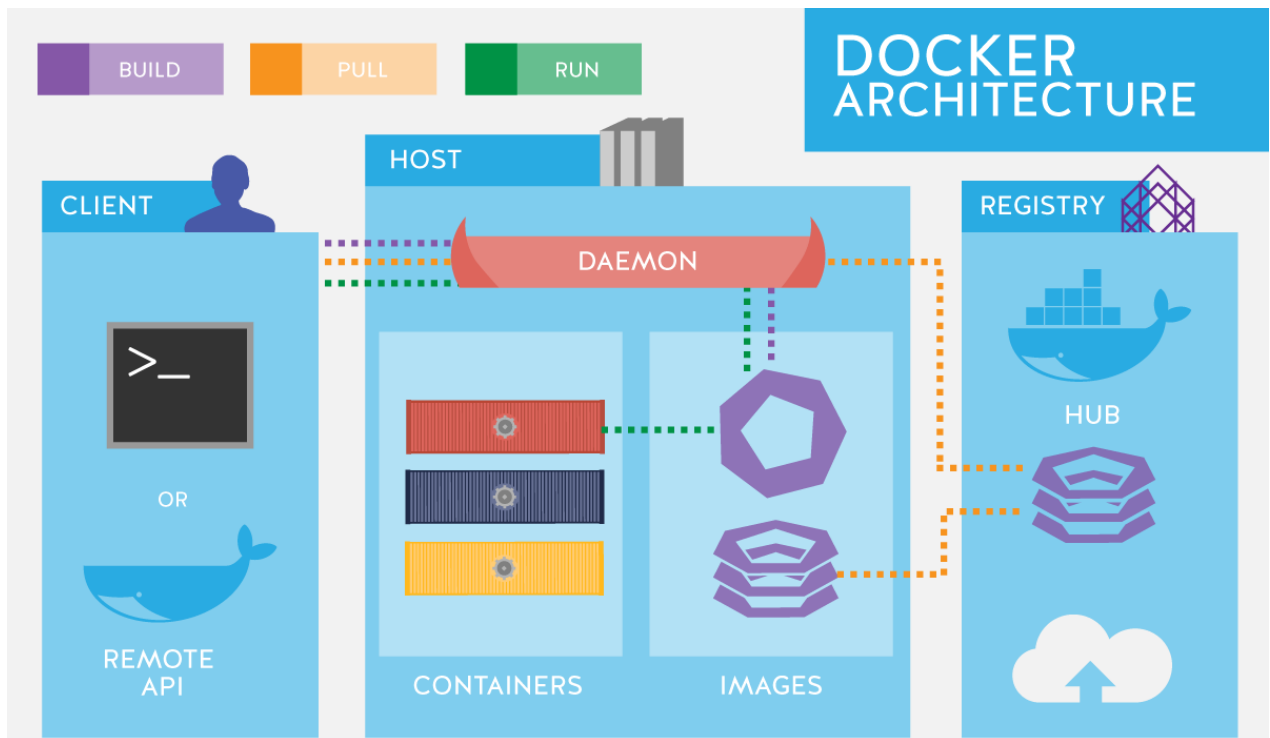 BUILD
PULL
RUN
DOCKER
ARCHITECTURE
CLIENT
HOST
REGISTRY
DAEMON
>_
OR
REMOTE
API
CONTAINERS
IMAGES
HUB